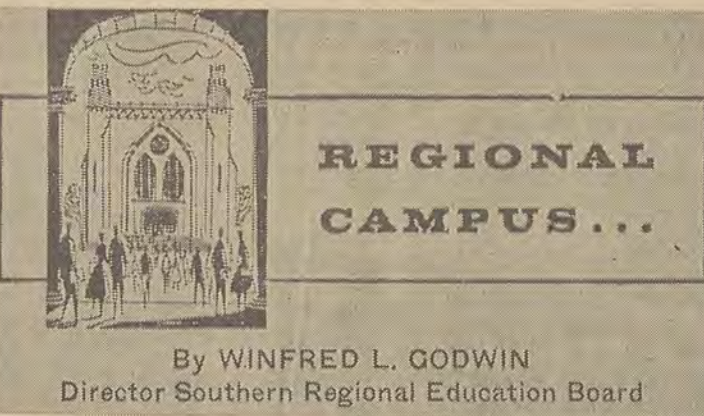 REGIONAL
CAMPUS...
By WINFRED L. GODWIN
Director Southern Regional Education Board